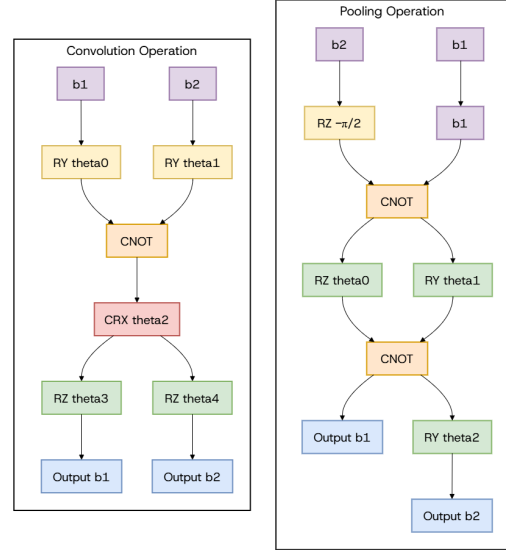 Convolution Operation
b1
b2
RY theta0
RY theta1
CNOT
CRX theta2
RZ theta3
RZ theta4
Output b1
Output b2
Pooling Operation
b2
b1
RZ −π/2
b1
CNOT
RZ theta0
RY theta1
CNOT
Output b1
RY theta2
Output b2